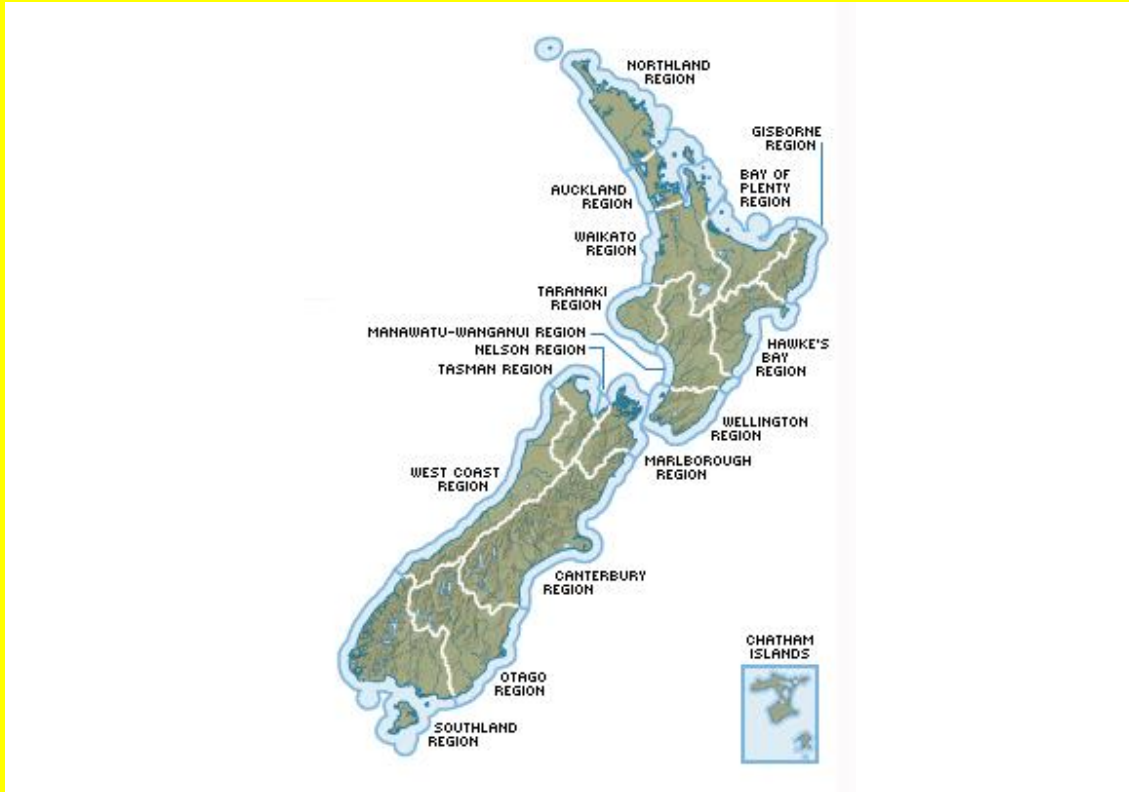 NORTHLAND
REGION
GISBORNE
REGION
BAY OF
PLENTY
REGION
AUCKLAND
REGION
WAIKATO
REGION
TARANAKI
REGION
MANAWATU-WANGANUI REGION
NELSON REGION
TASMAN REGION
HAWKE'S
BAY
REGION
WELLINGTON
REGION
MARLBOROUGH
REGION
WEST COAST
REGION
CANTERBURY
REGION
CHATHAM
ISLANDS
OTAGO
REGION
SOUTHLAND
REGION